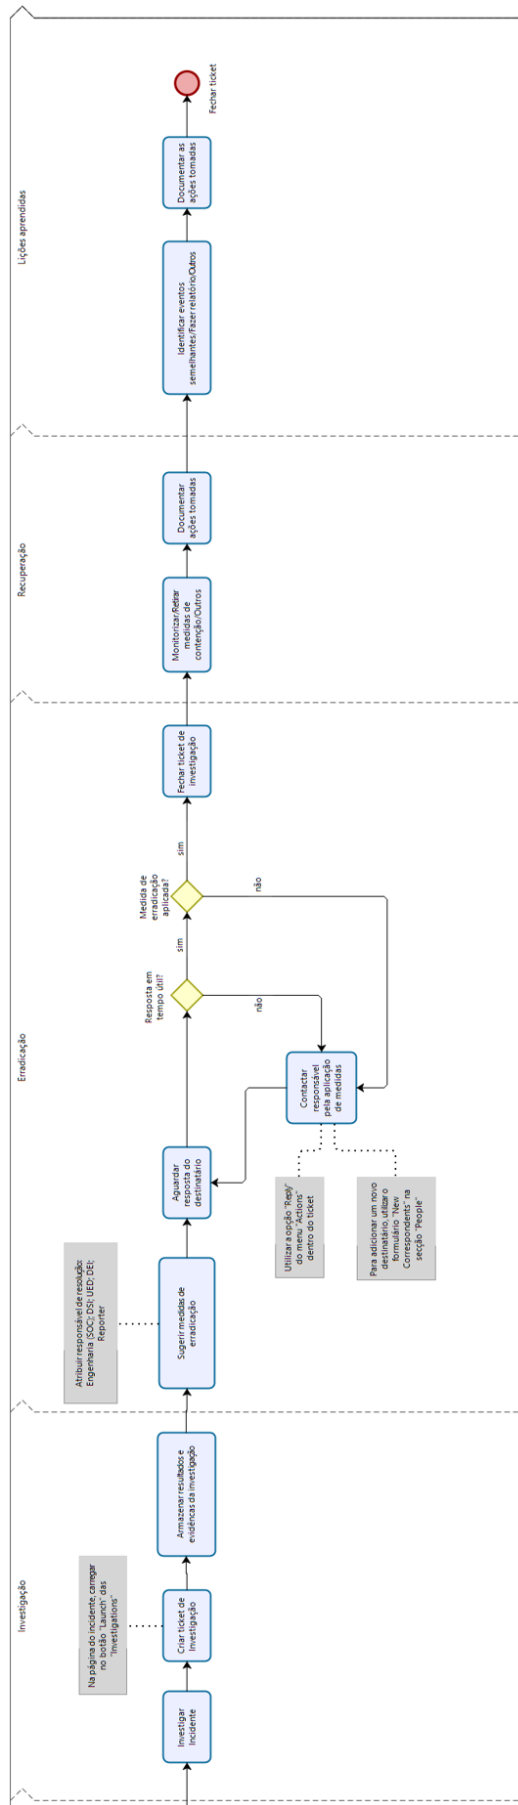 Investigação
Na página do incidente, carregar
no botão "Launch" das
"Investigations"
Investigar
Incidente
Criar ticket de
Investigação
Armazenar resultados e
evidências da investigação
Erradicação
Atribuir responsável de resolução:
Engenharia (SOC); DSI; UED; DEI;
Reporter
Sugerir medidas de
erradicação
Aguardar
resposta do
destinatário
Resposta em
tempo útil?
sim
não
Medida de
erradicação
aplicada?
sim
não
Fechar ticket de
investigação
Contactar
responsável
pela aplicação
de medidas
Utilizar a opção "Reply"
do menu "Actions"
dentro do ticket
Para adicionar um novo
destinatário, utilizar o
formulário "New
Correspondents" na
secção "People"
Recuperação
Monitorizar/Retirar
medidas de
contenção/Outros
Documentar
ações tomadas
Lições aprendidas
Identificar eventos
semelhantes/Fazer relatório/Outros
Documentar as
ações tomadas
Fechar ticket